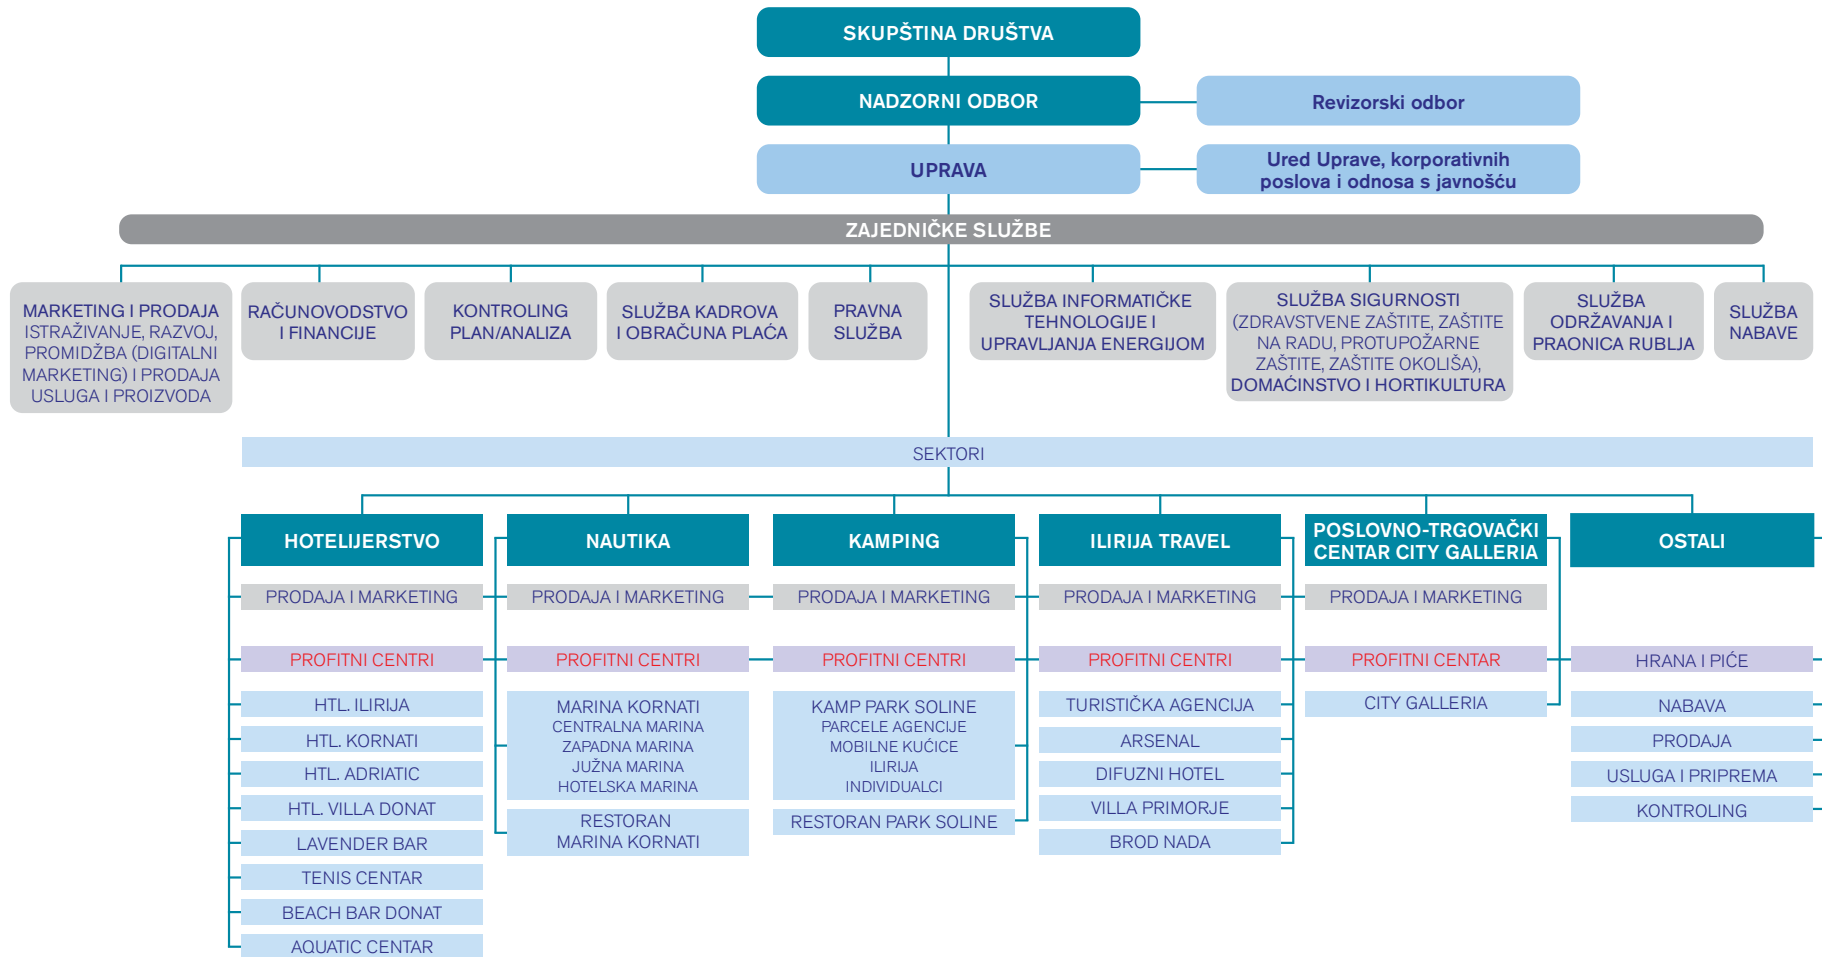 SKUPŠTINA DRUŠTVA
NADZORNI ODBOR
Revizorski odbor
UPRAVA
Ured Uprave, korporativnih
poslova i odnosa s javnošću
ZAJEDNIČKE SLUŽBE
MARKETING I PRODAJA
ISTRAŽIVANJE, RAZVOJ,
PROMIDŽBA (DIGITALNI
MARKETING) I PRODAJA
USLUGA I PROIZVODA
RAČUNOVODSTVO
I FINANCIJE
KONTROLING
PLAN/ANALIZA
SLUŽBA KADROVA
I OBRAČUNA PLAĆA
PRAVNA
SLUŽBA
SLUŽBA INFORMATIČKE
TEHNOLOGIJE I
UPRAVLJANJA ENERGIJOM
SLUŽBA SIGURNOSTI
(ZDRAVSTVENE ZAŠTITE, ZAŠTITE
NA RADU, PROTUPOŽARNE
ZAŠTITE, ZAŠTITE OKOLIŠA),
DOMAĆINSTVO I HORTIKULTURA
SLUŽBA
ODRŽAVANJA I
PRAONICA RUBLJA
SLUŽBA
NABAVE
SEKTORI
HOTELIJERSTVO
PRODAJA I MARKETING
PROFITNI CENTRI
HTL. ILIRIJA
HTL. KORNATI
HTL. ADRIATIC
HTL. VILLA DONAT
LAVENDER BAR
TENIS CENTAR
BEACH BAR DONAT
AQUATIC CENTAR
NAUTIKA
PRODAJA I MARKETING
PROFITNI CENTRI
MARINA KORNATI
CENTRALNA MARINA
ZAPADNA MARINA
JUŽNA MARINA
HOTELSKA MARINA
RESTORAN
MARINA KORNATI
KAMPING
PRODAJA I MARKETING
PROFITNI CENTRI
KAMP PARK SOLINE
PARCELE AGENCIJE
MOBILNE KUĆICE
ILIRIJA
INDIVIDUALCI
RESTORAN PARK SOLINE
ILIRIJA TRAVEL
PRODAJA I MARKETING
PROFITNI CENTRI
TURISTIČKA AGENCIJA
ARSENAL
DIFUZNI HOTEL
VILLA PRIMORJE
BROD NADA
POSLOVNO-TRGOVAČKI
CENTAR CITY GALLERIA
PRODAJA I MARKETING
PROFITNI CENTAR
CITY GALLERIA
OSTALI
HRANA I PIĆE
NABAVA
PRODAJA
USLUGA I PRIPREMA
KONTROLING